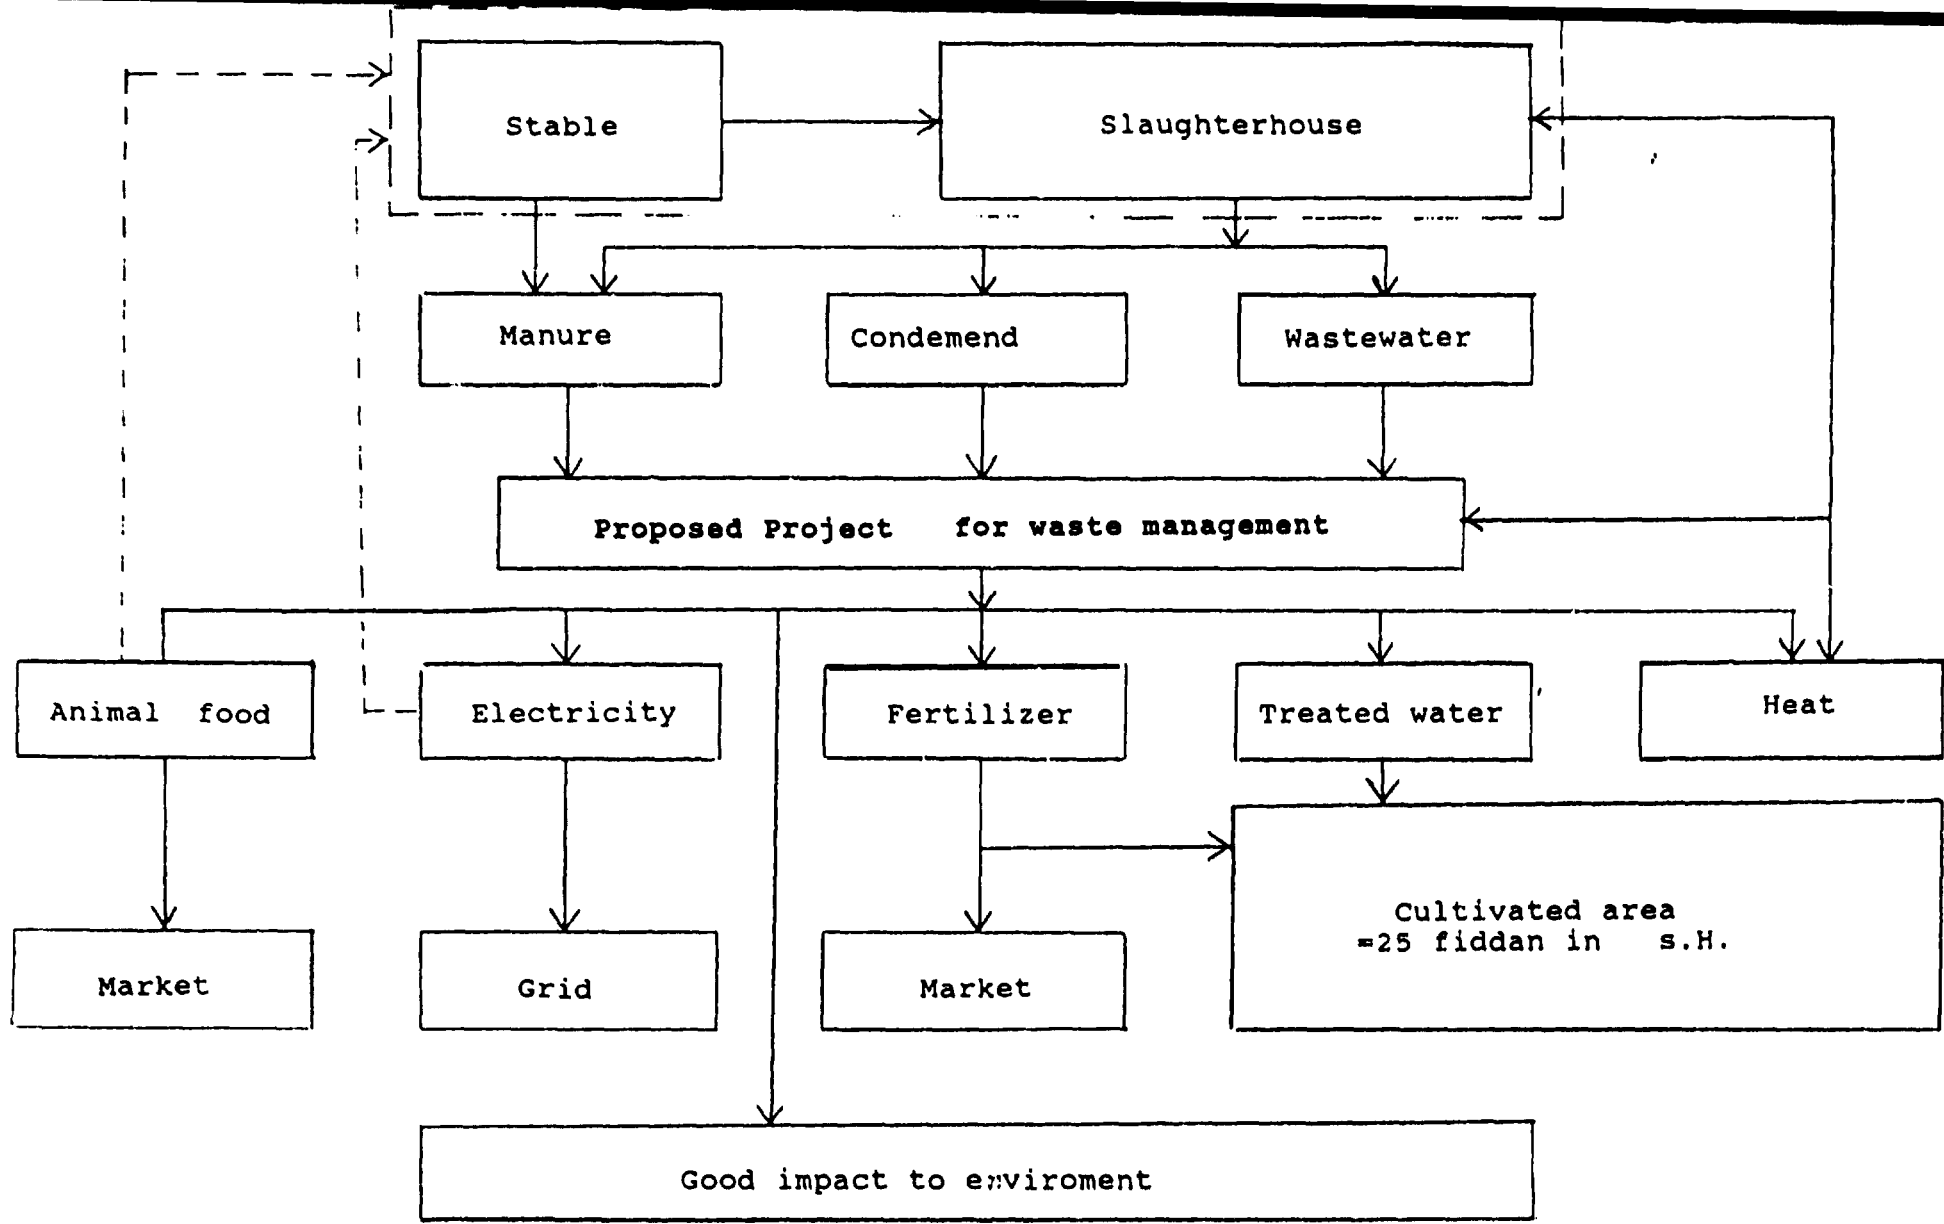 Stable
Slaughterhouse
Manure
Condemend
Wastewater
Proposed Project for waste management
Animal food
Electricity
Fertilizer
Treated water
Heat
Cultivated area
=25 fiddan in s.H.
Market
Grid
Market
Good impact to enviroment